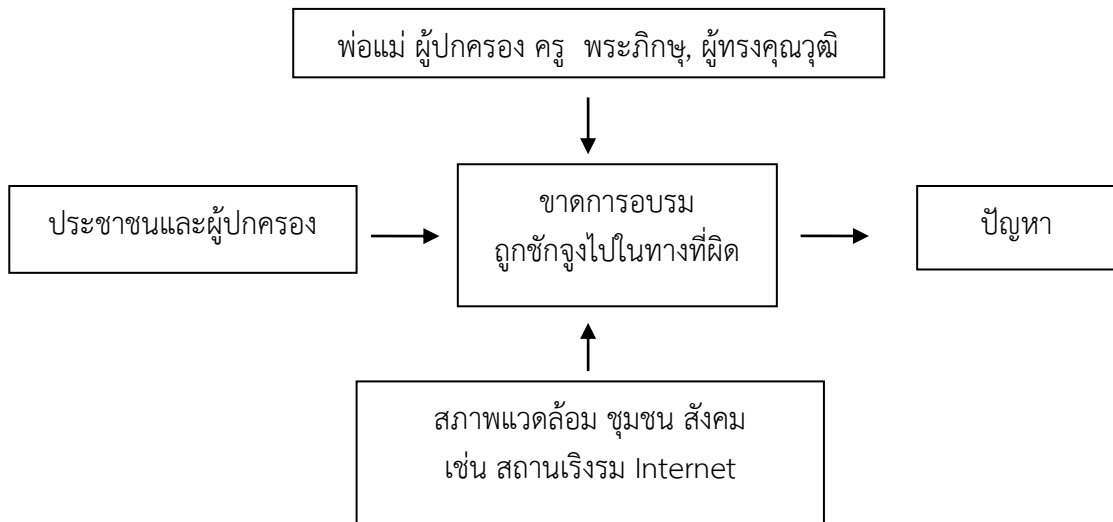 พ่อแม่ ผู้ปกครอง ครู  พระภิกษุ, ผู้ทรงคุณวุฒิ
ประชาชนและผู้ปกครอง
ขาดการอบรม
ถูกชักจูงไปในทางที่ผิด
ปัญหา
สภาพแวดล้อม ชุมชน สังคม
เช่น สถานเริงรม Internet